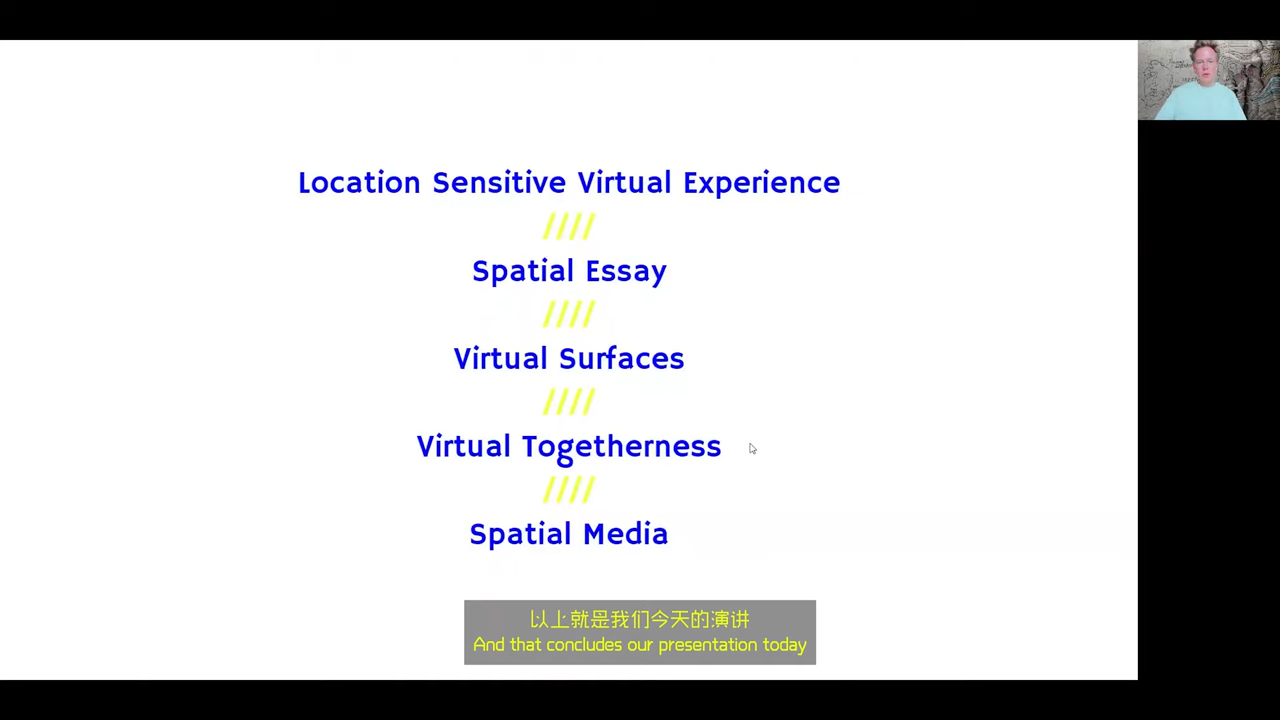 Location Sensitive Virtual Experience
////
Spatial Essay
////
Virtual Surfaces
////
Virtual Togetherness
////
Spatial Media
以上就是我们今天的演讲
And that concludes our presentation today